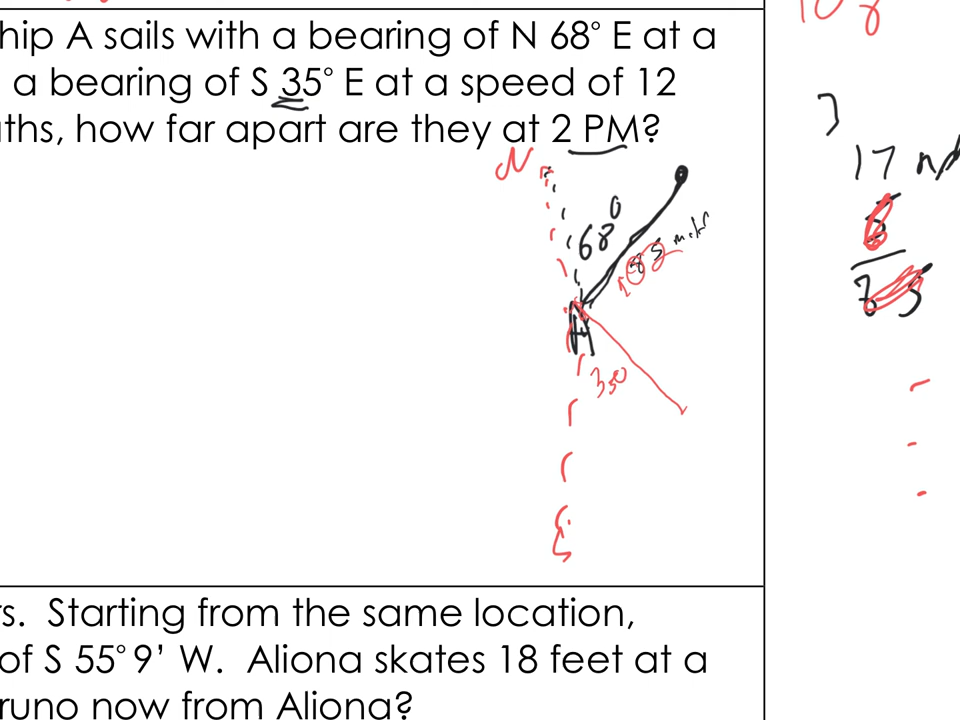 hip A sails with a bearing of N 68° E at a
a bearing of S 35° E at a speed of 12
ths, how far apart are they at 2 PM?
N
68°
A
35°
17
rs. Starting from the same location,
of S 55°9’ W. Aliona skates 18 feet at a
runo now from Aliona?